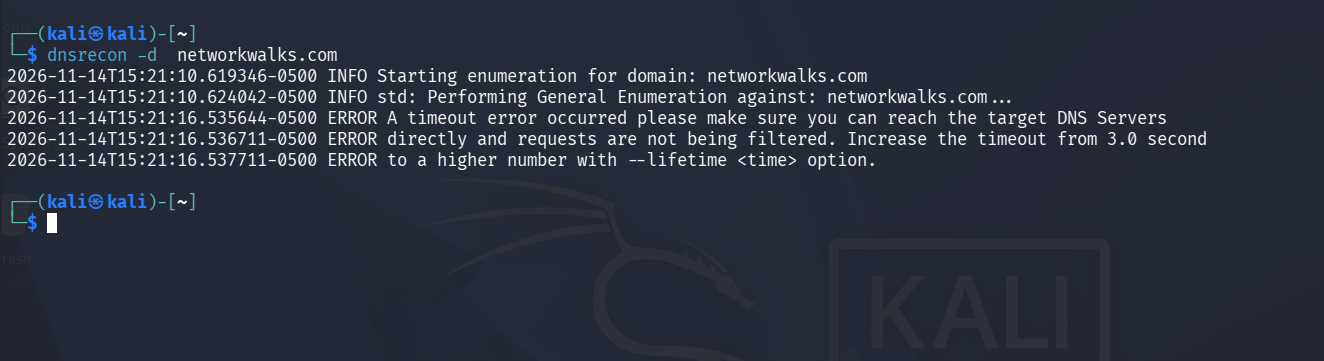 ┌──(kali㉿kali)-[~]
└─$ dnsrecon -d  networkwalks.com
2026-11-14T15:21:10.619346-0500 INFO Starting enumeration for domain: networkwalks.com
2026-11-14T15:21:10.624042-0500 INFO std: Performing General Enumeration against: networkwalks.com...
2026-11-14T15:21:16.535644-0500 ERROR A timeout error occurred please make sure you can reach the target DNS Servers
2026-11-14T15:21:16.536711-0500 ERROR directly and requests are not being filtered. Increase the timeout from 3.0 second
2026-11-14T15:21:16.537711-0500 ERROR to a higher number with --lifetime <time> option.
┌──(kali㉿kali)-[~]
└─$
rash
KALI